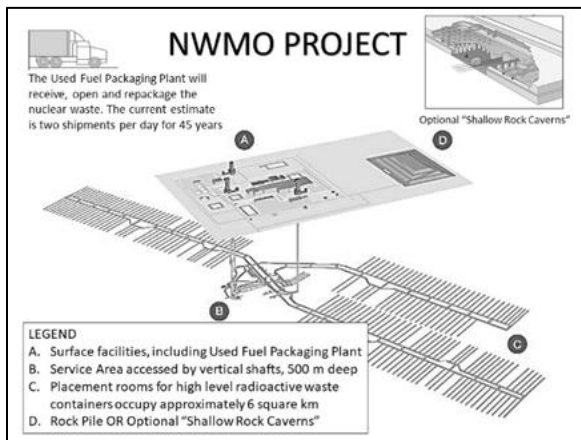 NWMO PROJECT
The Used Fuel Packaging Plant will
receive, open and repackage the
nuclear waste. The current estimate
is two shipments per day for 45 years
Optional “Shallow Rock Caverns”
A
D
B
C
LEGEND
A. Surface facilities, including Used Fuel Packaging Plant
B. Service Area accessed by vertical shafts, 500 m deep
C. Placement rooms for high level radioactive waste
containers occupy approximately 6 square km
D. Rock Pile OR Optional “Shallow Rock Caverns”